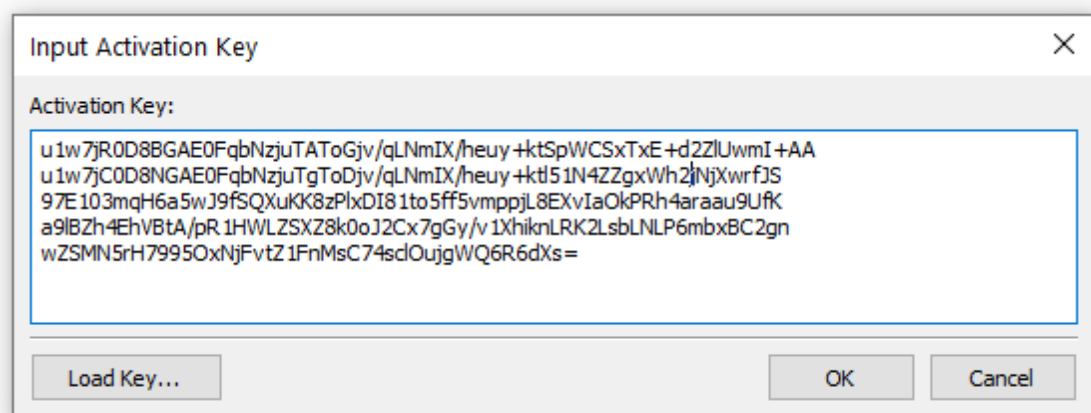 Input Activation Key
Activation Key:
u1w7jR0D8BGAE0FqbNzjuTAToGjv/qLNmIX/heuy+ktSpWCSxTxE+d2ZlUwmI+AA
u1w7jC0D8NGAE0FqbNzjuTgToDjv/qLNmIX/heuy+ktl51N4ZZgxWh2iNjXwrfJS
97E103mqH6a5wJ9fSQXuKK8zPlxDI81to5ff5vmppjL8EXvIaOkPRh4araau9UfK
a9lBZh4EhVBtA/pR1HWLZSXZ8k0oJ2Cx7gGy/v1XhiknLRK2LsbLNLP6mbxBC2gn
wZSMN5rH7995OxNjFvtZ1FnMsC74sclOujgWQ6R6dXs=
Load Key...
OK
Cancel